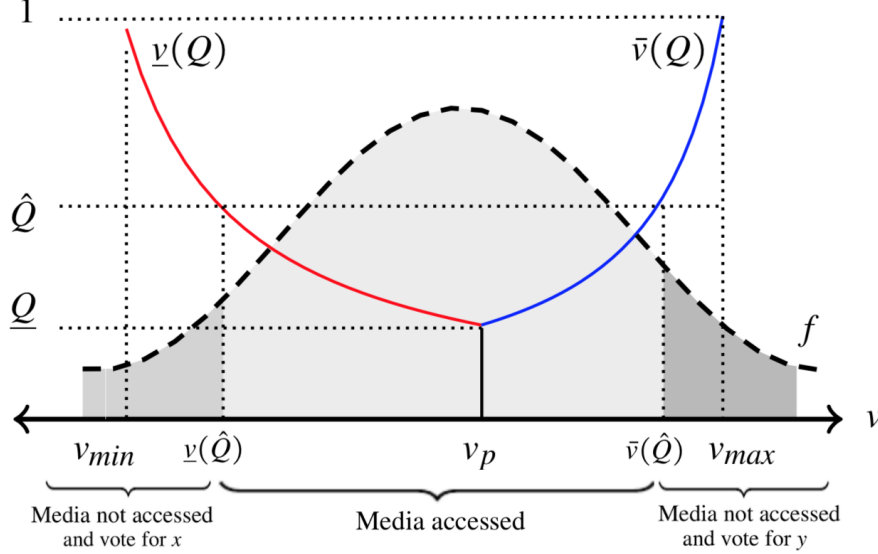 1
v̲(Q)
v̄(Q)
Q̂
Q̲
f
v
v_min
v̲(Q̂)
v_p
v̄(Q̂)
v_max
Media not accessed
and vote for x
Media accessed
Media not accessed
and vote for y